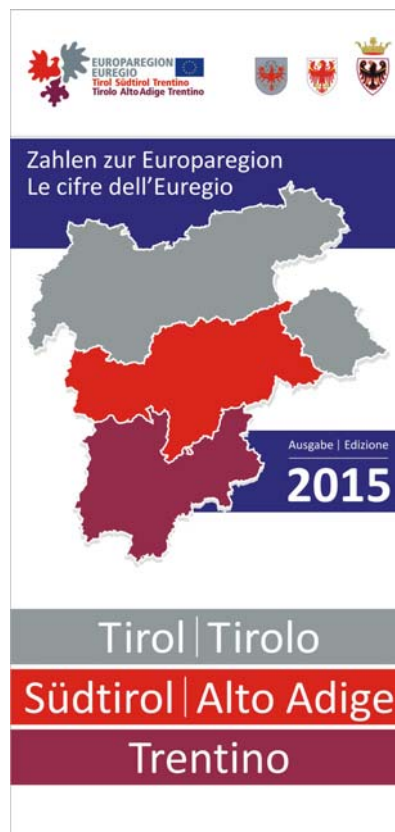 EUROPAREGION
EUREGIO
Tirol Südtirol Trentino
Tirolo Alto Adige Trentino
Zahlen zur Europaregion
Le cifre dell'Euregio
Ausgabe | Edizione
2015
Tirol | Tirolo
Südtirol | Alto Adige
Trentino